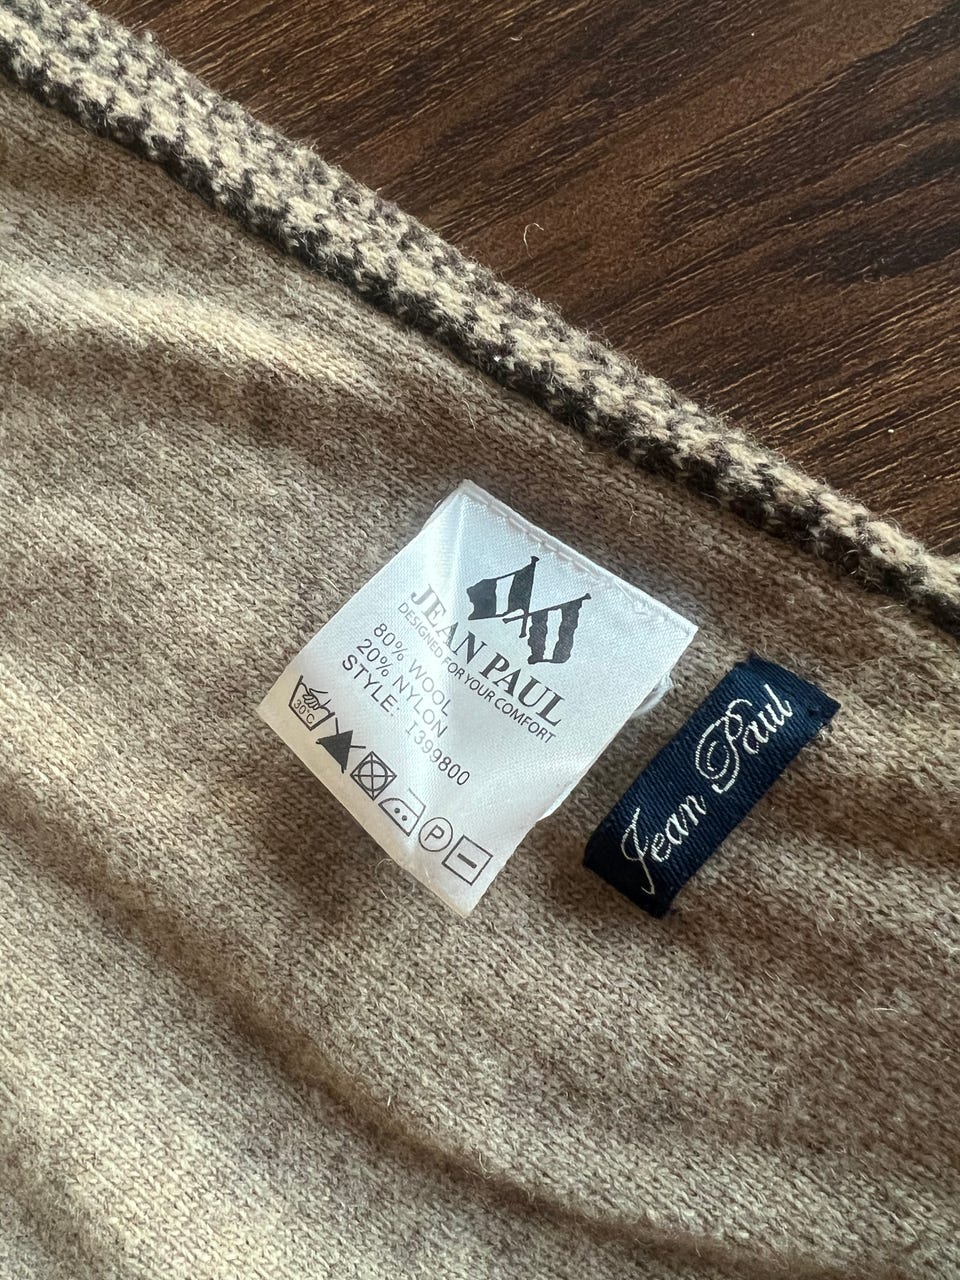 JEAN PAUL
DESIGNED FOR YOUR COMFORT
80% WOOL
20% NYLON
STYLE: I399800
30°C
P
Jean Paul